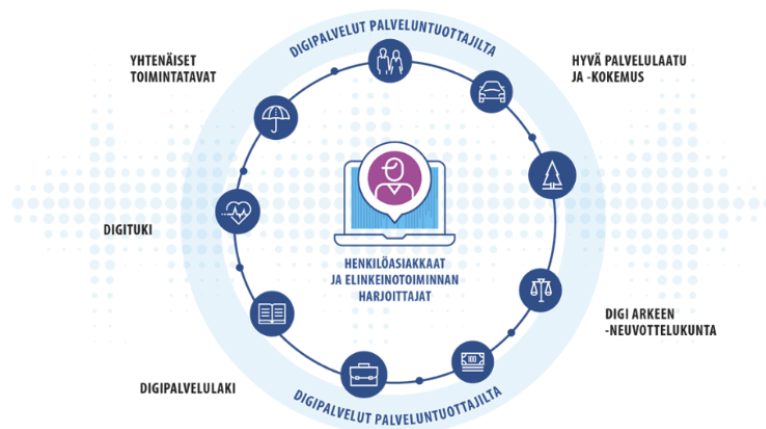 DIGIPALVELUT PALVELUNTUOTTAJILTA
YHTENÄISET
TOIMINTATAVAT
HYVÄ PALVELULAATU
JA -KOKEMUS
DIGITUKI
HENKILÖASIAKKAAT
JA ELINKEINOTOIMINNAN
HARJOITTAJAT
100
DIGI ARKEEN
-NEUVOTTELUKUNTA
DIGIPALVELULAKI
DIGIPALVELUT PALVELUNTUOTTAJILTA